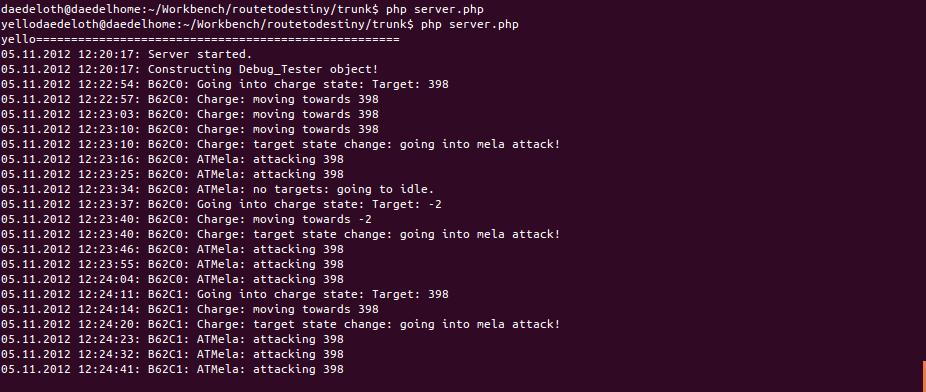 daedeloth@daedelhome:~/Workbench/routetodestiny/trunk$ php server.php
yellodaedeloth@daedelhome:~/Workbench/routetodestiny/trunk$ php server.php
yello====================================================
05.11.2012 12:20:17: Server started.
05.11.2012 12:20:17: Constructing Debug_Tester object!
05.11.2012 12:22:54: B62C0: Going into charge state: Target: 398
05.11.2012 12:22:57: B62C0: Charge: moving towards 398
05.11.2012 12:23:03: B62C0: Charge: moving towards 398
05.11.2012 12:23:10: B62C0: Charge: moving towards 398
05.11.2012 12:23:10: B62C0: Charge: target state change: going into mela attack!
05.11.2012 12:23:16: B62C0: ATMela: attacking 398
05.11.2012 12:23:25: B62C0: ATMela: attacking 398
05.11.2012 12:23:34: B62C0: ATMela: no targets: going to idle.
05.11.2012 12:23:37: B62C0: Going into charge state: Target: -2
05.11.2012 12:23:40: B62C0: Charge: moving towards -2
05.11.2012 12:23:40: B62C0: Charge: target state change: going into mela attack!
05.11.2012 12:23:46: B62C0: ATMela: attacking 398
05.11.2012 12:23:55: B62C0: ATMela: attacking 398
05.11.2012 12:24:04: B62C0: ATMela: attacking 398
05.11.2012 12:24:11: B62C1: Going into charge state: Target: 398
05.11.2012 12:24:14: B62C1: Charge: moving towards 398
05.11.2012 12:24:20: B62C1: Charge: target state change: going into mela attack!
05.11.2012 12:24:23: B62C1: ATMela: attacking 398
05.11.2012 12:24:32: B62C1: ATMela: attacking 398
05.11.2012 12:24:41: B62C1: ATMela: attacking 398